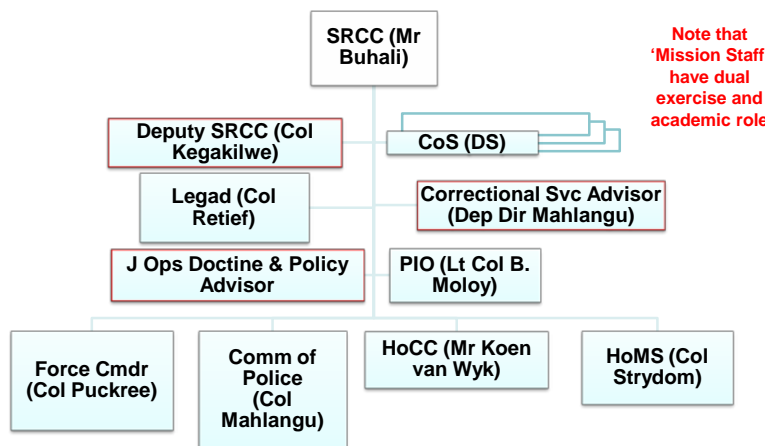 SRCC (Mr
Buhali)
Note that
‘Mission Staff
have dual
exercise and
academic role
Deputy SRCC (Col
Kegakilwe)
CoS (DS)
Legad (Col
Retief)
Correctional Svc Advisor
(Dep Dir Mahlangu)
J Ops Doctine & Policy
Advisor
PIO (Lt Col B.
Moloy)
Force Cmdr
(Col Puckree)
Comm of
Police
(Col
Mahlangu)
HoCC (Mr Koen
van Wyk)
HoMS (Col
Strydom)